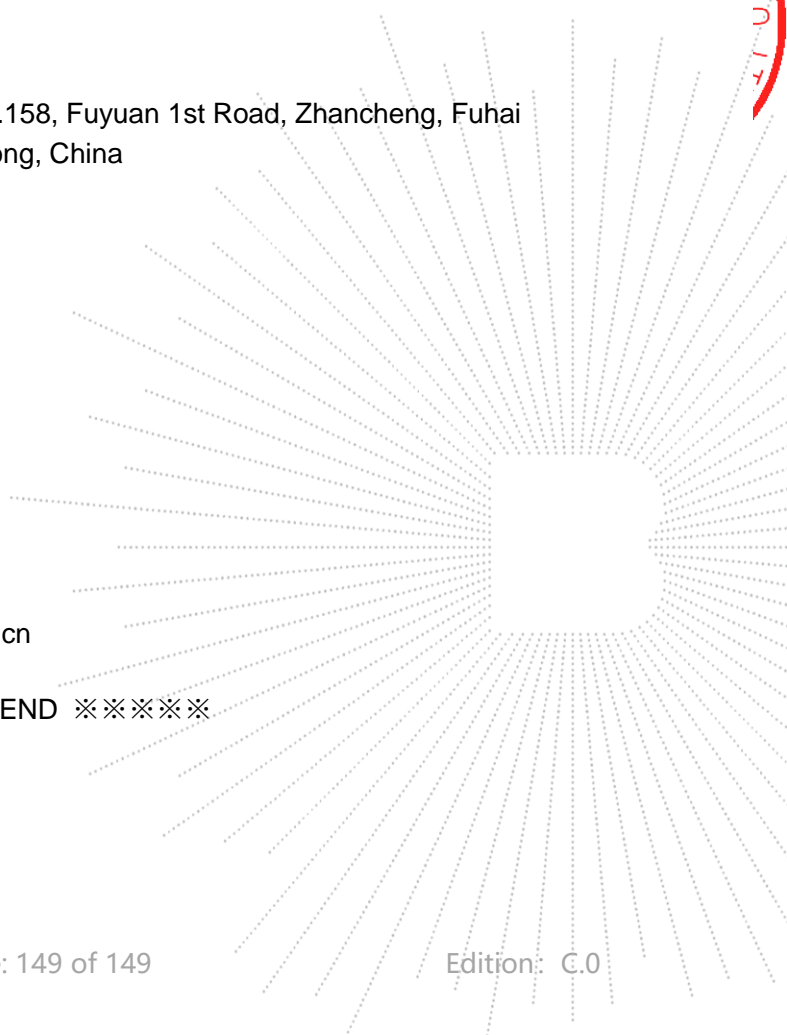 .158, Fuyuan 1st Road, Zhancheng, Fuhai
ong, China
cn
END ※※※※※
: 149 of 149 Edition: C.0